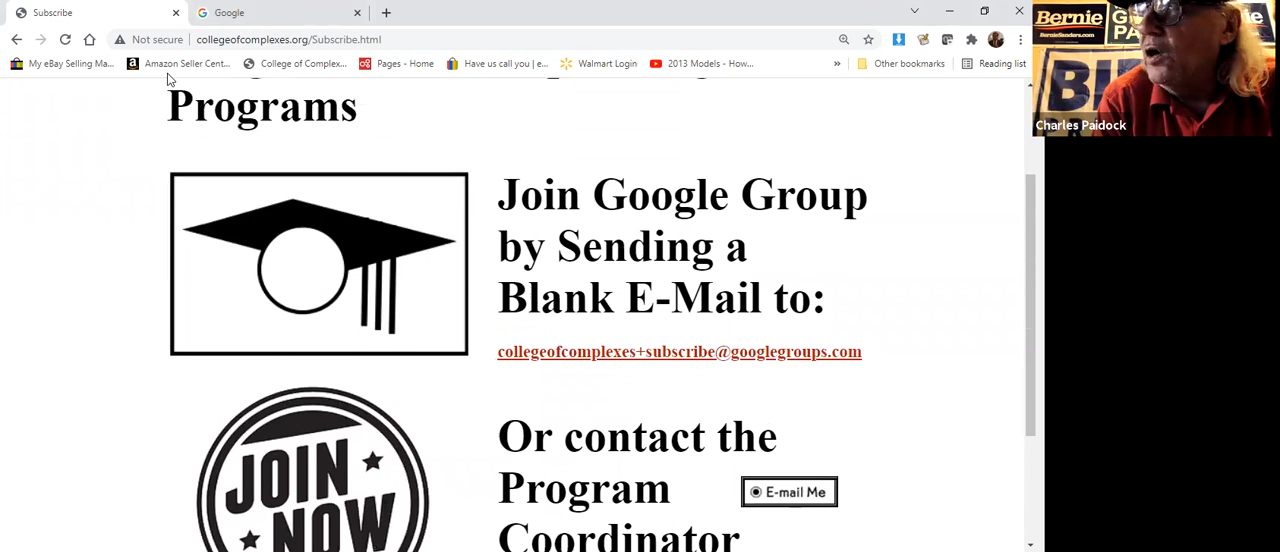 Subscribe
Google
Not secure
collegeofcomplexes.org/Subscribe.html
My eBay Selling Ma...
Amazon Seller Cent...
College of Complex...
Pages - Home
Have us call you | e...
Walmart Login
2013 Models - How...
Other bookmarks
Reading list
Programs
Join Google Group
by Sending a
Blank E-Mail to:
collegeofcomplexes+subscribe@googlegroups.com
JOIN
NOW
Or contact the
Program
E-mail Me
Coordinator
Bernie
BernieSanders.com
Charles Paidock